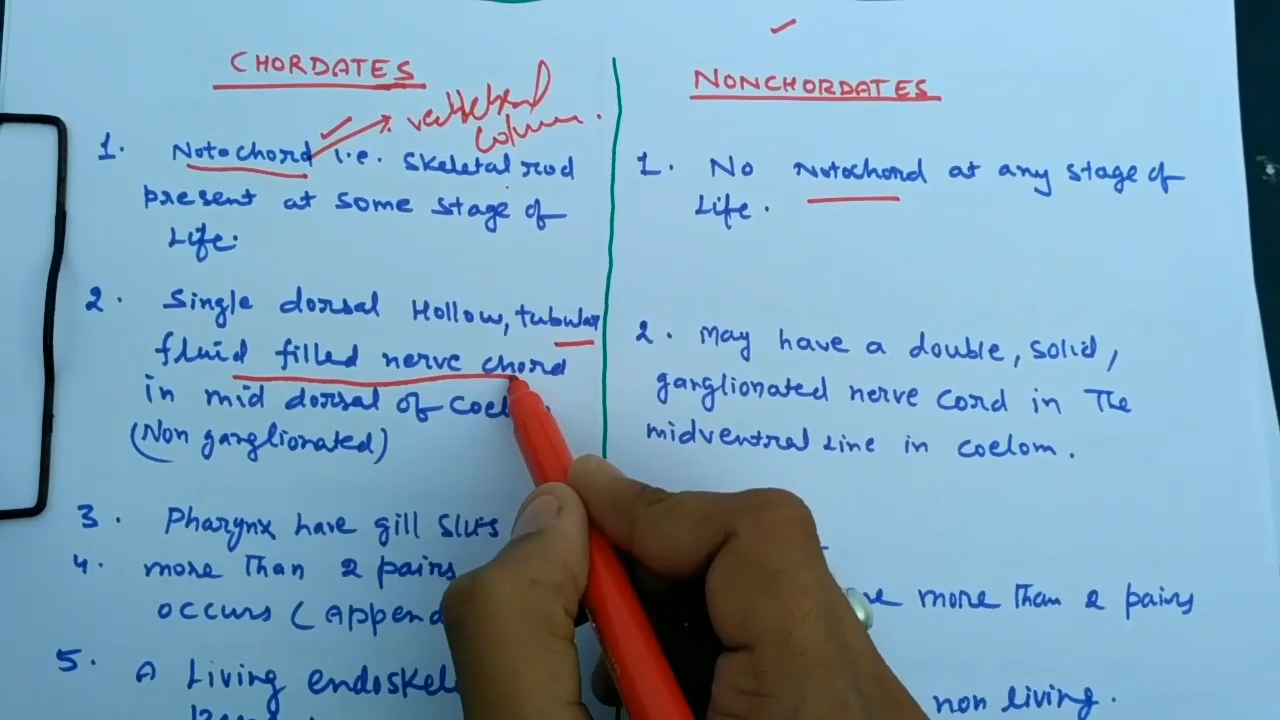 CHORDATES
vertebral
column.
1. Notochord i.e. skeletal rod
present at some stage of
Life.
2. Single dorsal Hollow, tubular
fluid filled nerve chord
in mid dorsal of
(Non ganglionated)
3. Pharynx have gill slits
4. more Than 2 pairs
occurs (
5. A Living
NONCHORDATES
1. No Notochord at any stage of
Life.
2. May have a double, solid,
ganglionated nerve cord in The
midventral Line in coelom.
more Than 2 pairs
non living.